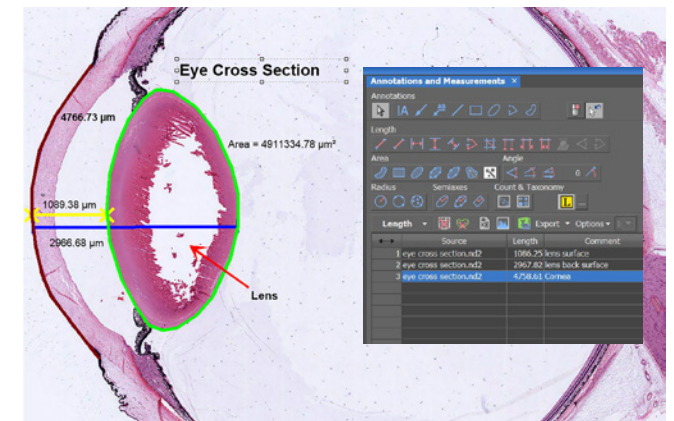 Eye Cross Section
4766.73 µm
Area = 4911334.78 µm²
1089.38 µm
2966.68 µm
Lens
Annotations and Measurements ×
Annotations
Length
Area Angle
Radius Semiaxes Count & Taxonomy
Length Export Options
Source Length Comment
1 eye cross section.nd2 1086.25 lens surface
2 eye cross section.nd2 2967.82 lens back surface
3 eye cross section.nd2 4758.61 Cornea